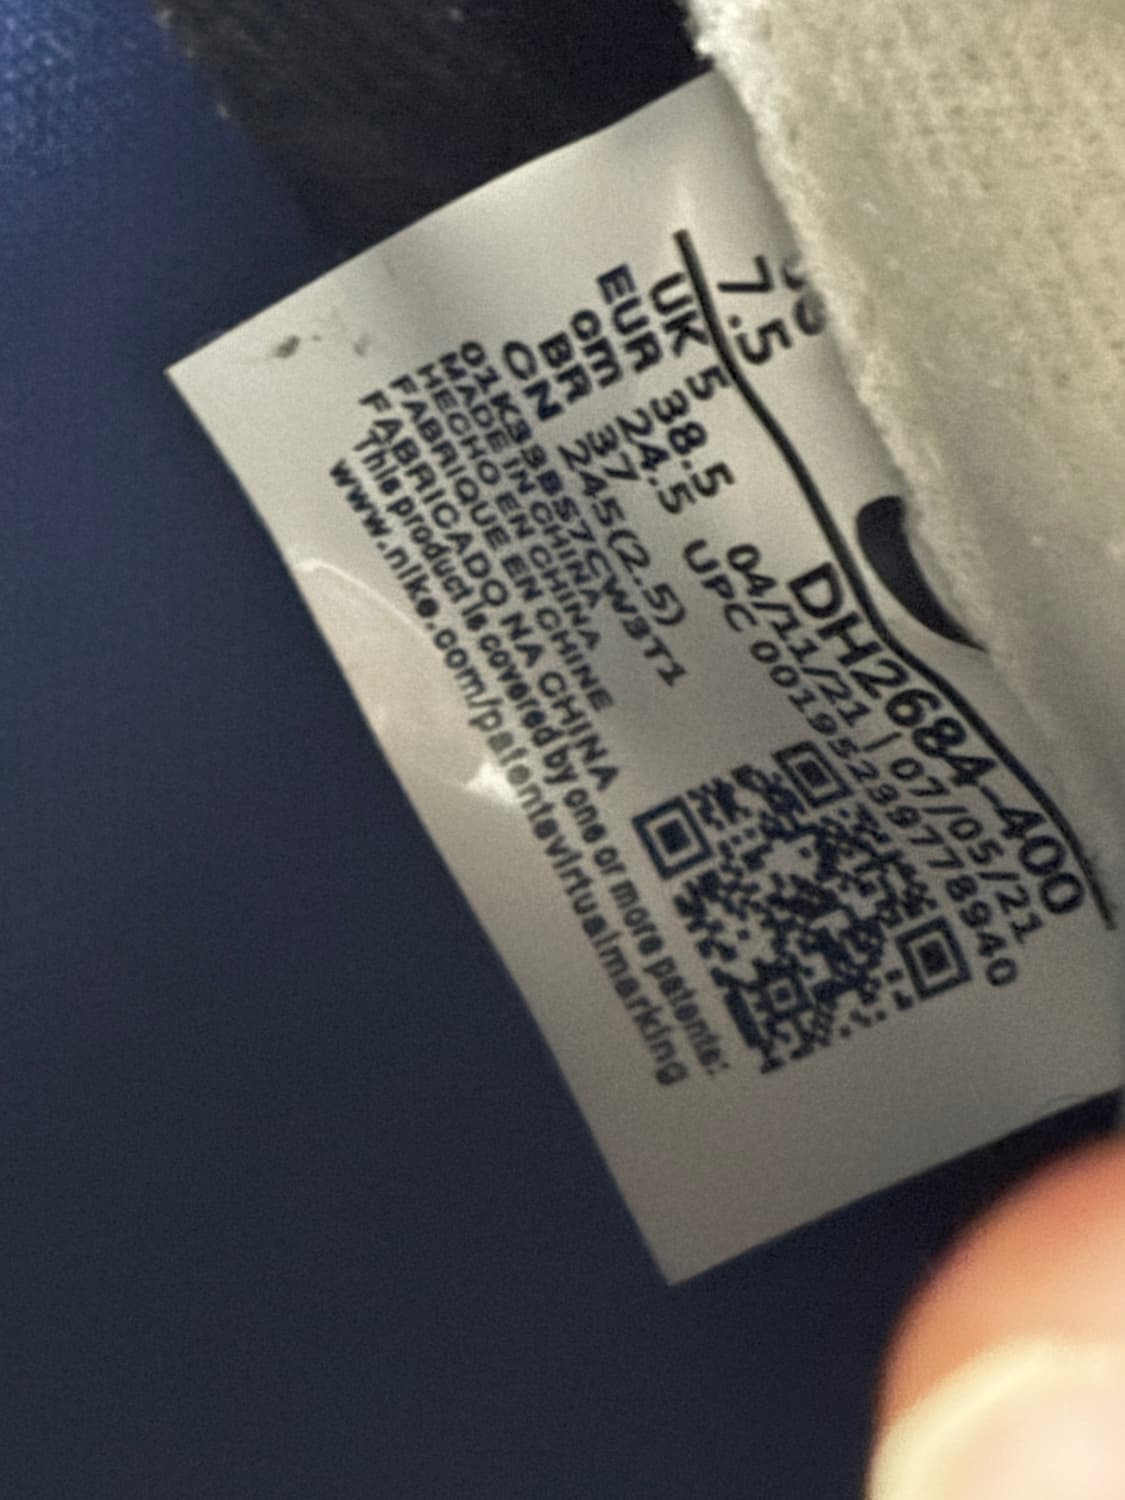 7.5
UK 5
EUR 38.5
cm 24.5
BR 37
CN 245(2.5)
DH2684-400
04/11/21 | 07/05/21
UPC 00195239778940
MADE IN CHINA
HECHO EN CHINA
FABRIQUE EN CHINE
FABRICADO NA CHINA
This product is covered by one or more patents:
www.nike.com/patentsvirtualmarking